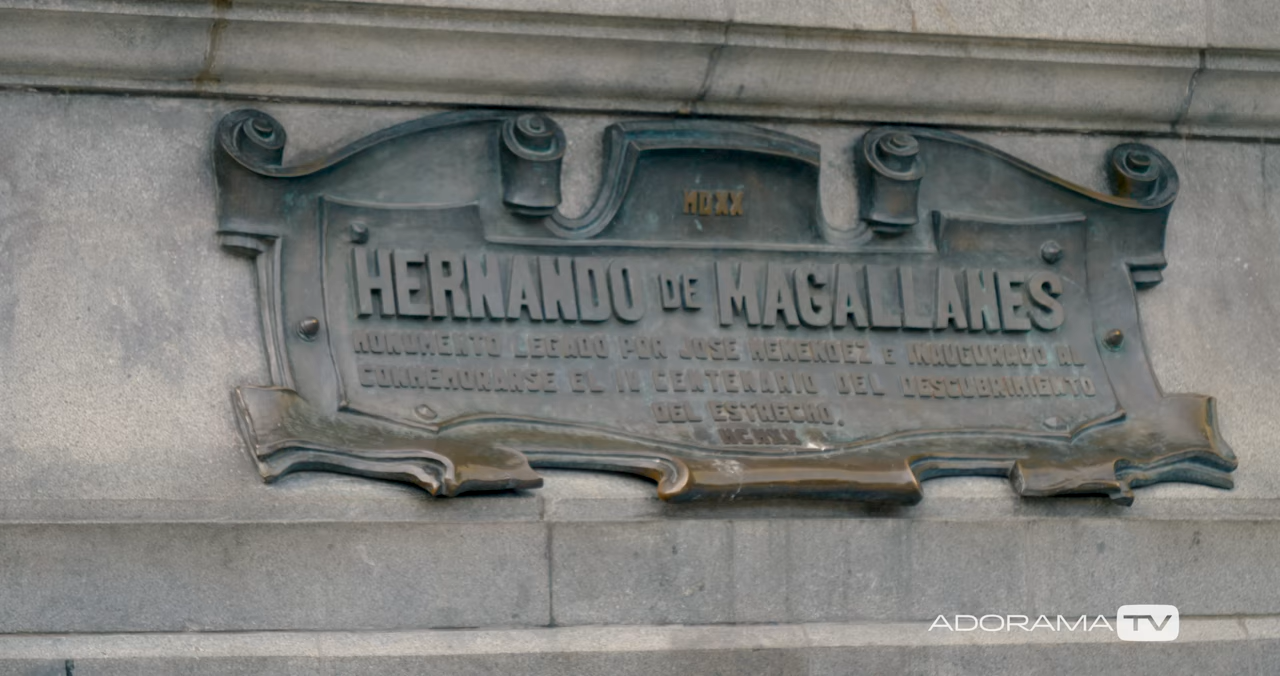 MDXX
HERNANDO DE MAGALLANES
MONUMENTO LEGADO POR JOSE MENENDEZ E INAUGURADO AL
CONMEMORARSE EL IV CENTENARIO DEL DESCUBRIMIENTO
DEL ESTRECHO.
MCMXX
ADORAMA TV